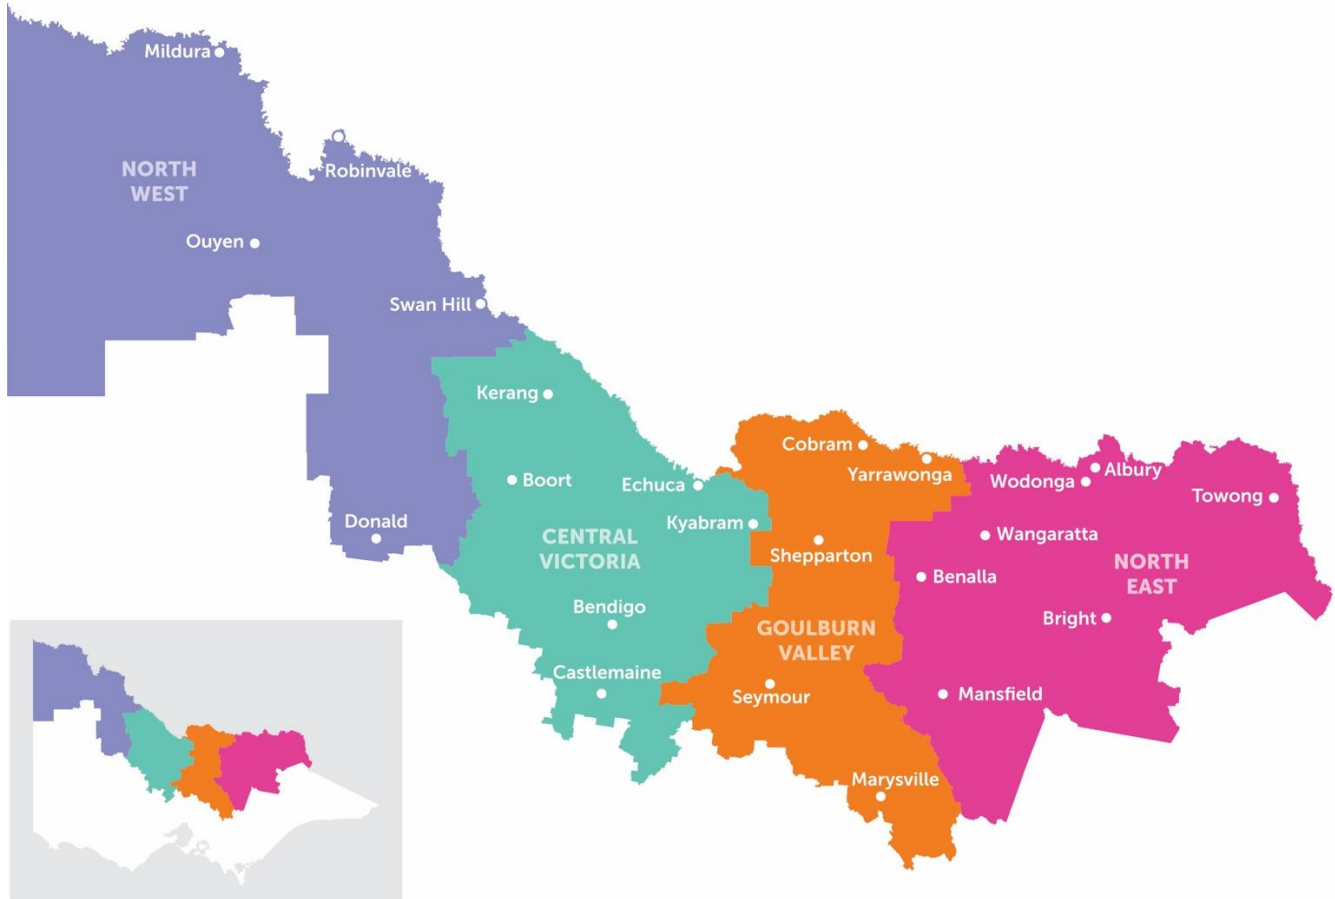 Mildura
Robinvale
NORTH
WEST
Ouyen
Swan Hill
Donald
Kerang
Boort
Echuca
Kyabram
CENTRAL
VICTORIA
Bendigo
Castlemaine
Cobram
Yarrawonga
Shepparton
GOULBURN
VALLEY
Seymour
Marysville
Albury
Wodonga
Towong
Wangaratta
Benalla
NORTH
EAST
Bright
Mansfield